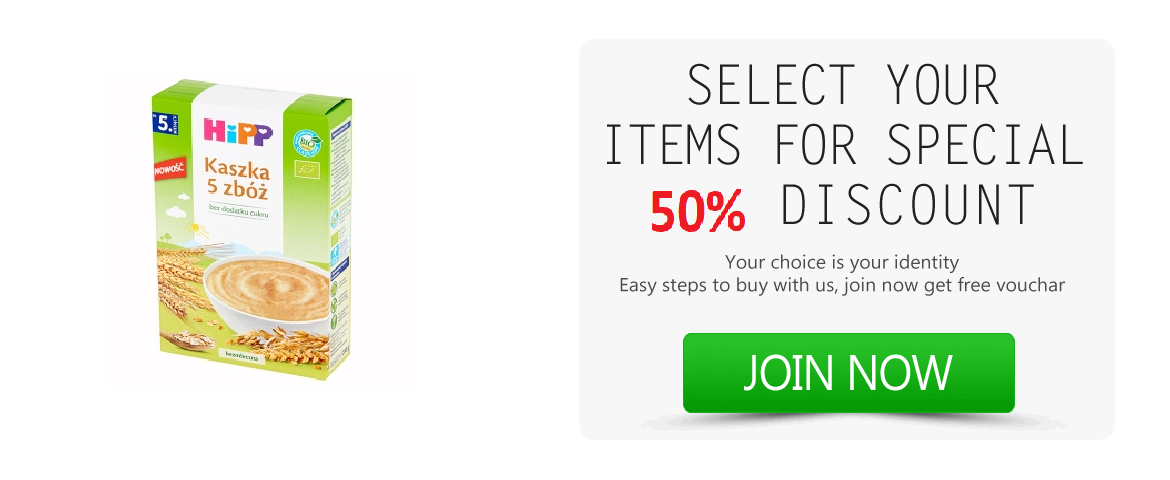 5.
HiPP
BIO
NOWOŚĆ
Kaszka
5 zbóż
bez dodatku cukru
bezmleczna
SELECT YOUR
ITEMS FOR SPECIAL
50% DISCOUNT
Your choice is your identity
Easy steps to buy with us, join now get free vouchar
JOIN NOW